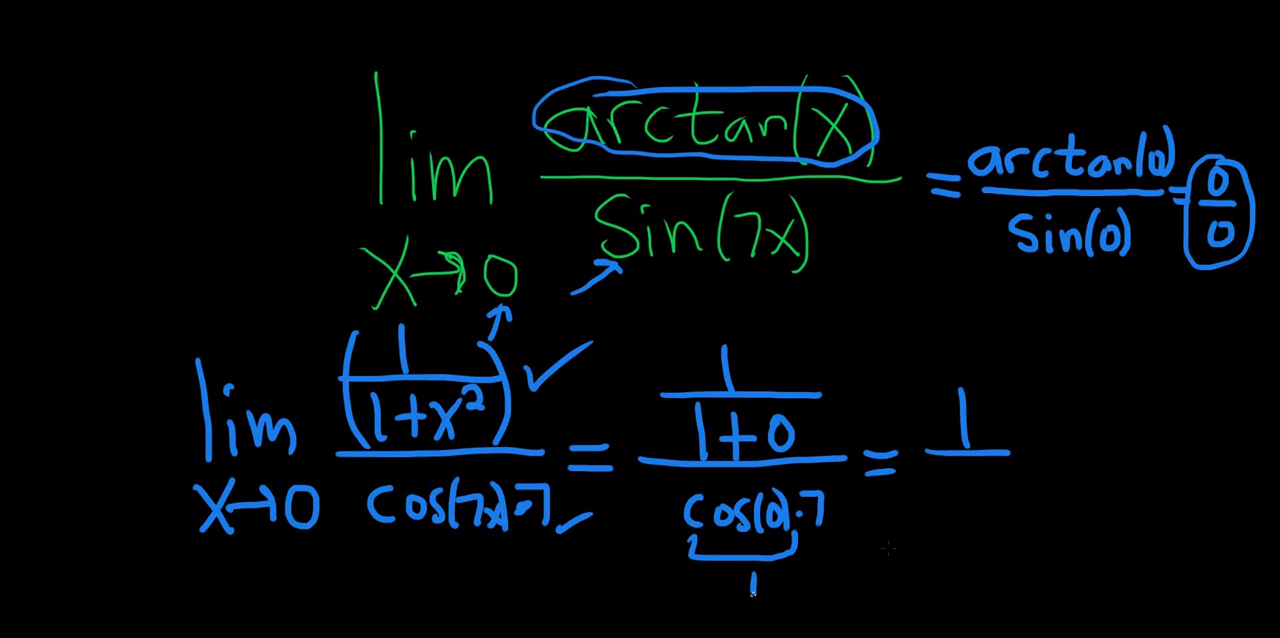 lim x→0 arctan(x) / sin(7x) = arctan(0) / sin(0) = 0/0
lim x→0 (1/(1+x²)) / cos(7x)·7 = (1/(1+0)) / cos(0)·7 = 1/
1